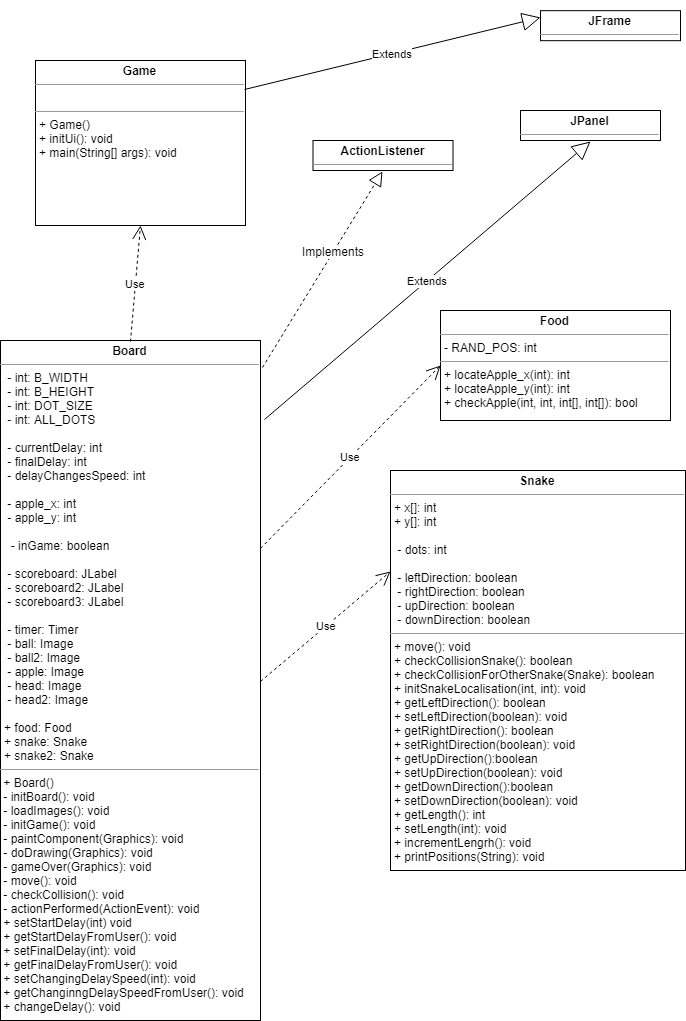 JFrame
Extends
Game
+ Game()
+ initUi(): void
+ main(String[] args): void
JPanel
ActionListener
Implements
Extends
Use
Board
- int: B_WIDTH
- int: B_HEIGHT
- int: DOT_SIZE
- int: ALL_DOTS
- currentDelay: int
- finalDelay: int
- delayChangesSpeed: int
- apple_x: int
- apple_y: int
- inGame: boolean
- scoreboard: JLabel
- scoreboard2: JLabel
- scoreboard3: JLabel
- timer: Timer
- ball: Image
- ball2: Image
- apple: Image
- head: Image
- head2: Image
+ food: Food
+ snake: Snake
+ snake2: Snake
+ Board()
- initBoard(): void
- loadImages(): void
- initGame(): void
- paintComponent(Graphics): void
- doDrawing(Graphics): void
- gameOver(Graphics): void
- move(): void
- checkCollision(): void
- actionPerformed(ActionEvent): void
+ setStartDelay(int) void
+ getStartDelayFromUser(): void
+ setFinalDelay(int): void
+ getFinalDelayFromUser(): void
+ setChangingDelaySpeed(int): void
+ getChanginngDelaySpeedFromUser(): void
+ changeDelay(): void
Food
- RAND_POS: int
+ locateApple_x(int): int
+ locateApple_y(int): int
+ checkApple(int, int, int[], int[]): bool
Use
Use
Snake
+ x[]: int
+ y[]: int
- dots: int
- leftDirection: boolean
- rightDirection: boolean
- upDirection: boolean
- downDirection: boolean
+ move(): void
+ checkCollisionSnake(): boolean
+ checkCollisionForOtherSnake(Snake): boolean
+ initSnakeLocalisation(int, int): void
+ getLeftDirection(): boolean
+ setLeftDirection(boolean): void
+ getRightDirection(): boolean
+ setRightDirection(boolean): void
+ getUpDirection():boolean
+ setUpDirection(boolean): void
+ getDownDirection():boolean
+ setDownDirection(boolean): void
+ getLength(): int
+ setLength(int): void
+ incrementLengrh(): void
+ printPositions(String): void